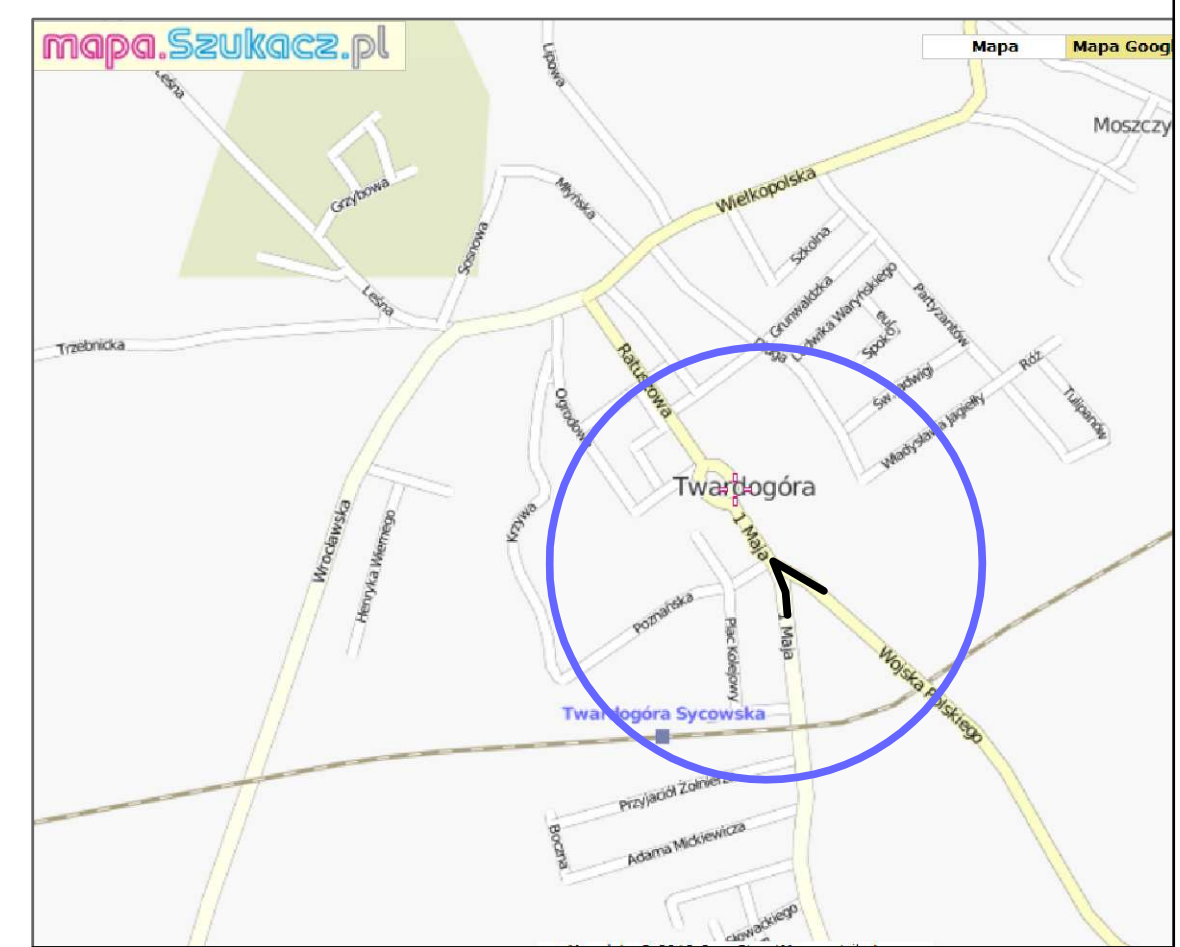 mapa.Szukacz.pl
Mapa
Mapa Googl
Leśna
Lipowa
Moszczy
Grzybowa
Młyńska
Wielkopolska
Sosnowa
Szkolna
Leśna
Grunwaldzka
Ludwika Waryńskiego
Partyzantów
Trzebnicka
Ratuszowa
Róż
Św. Jadwigi
Tulipanów
Ogrodowa
Władysława Jagiełły
Twardogóra
Krzywa
1 Maja
Wrocławska
Henryka Wiernego
Poznańska
Plac Kolejowy
1 Maja
Wojska Polskiego
Twardogóra Sycowska
Boczna
Adama Mickiewicza